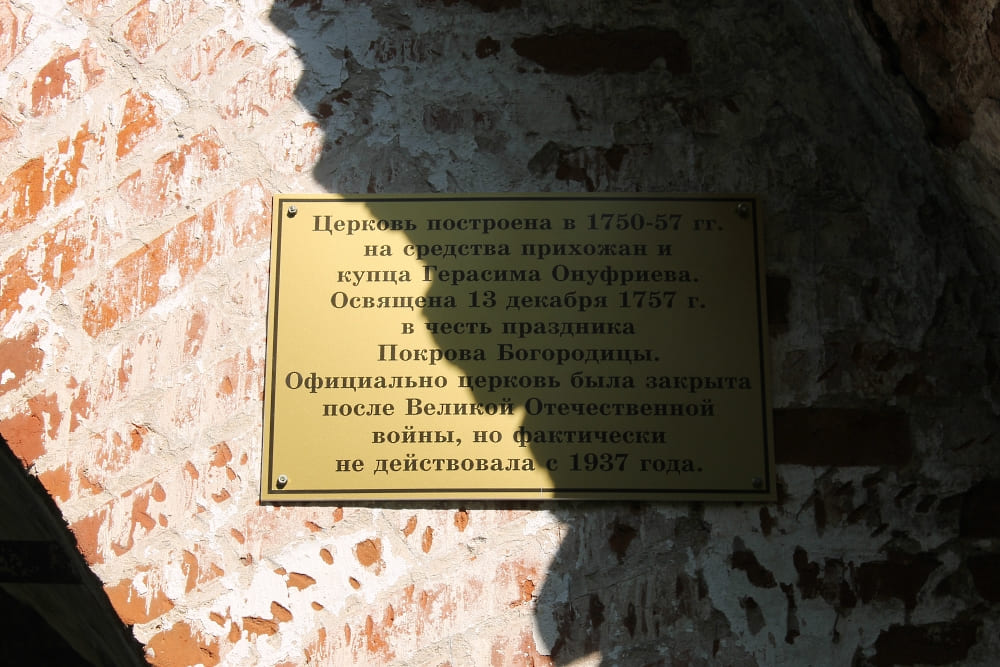 Церковь построена в 1750-57 гг.
на средства прихожан и
купца Герасима Онуфриева.
Освящена 13 декабря 1757 г.
в честь праздника
Покрова Богородицы.
Официально церковь была закрыта
после Великой Отечественной
войны, но фактически
не действовала с 1937 года.